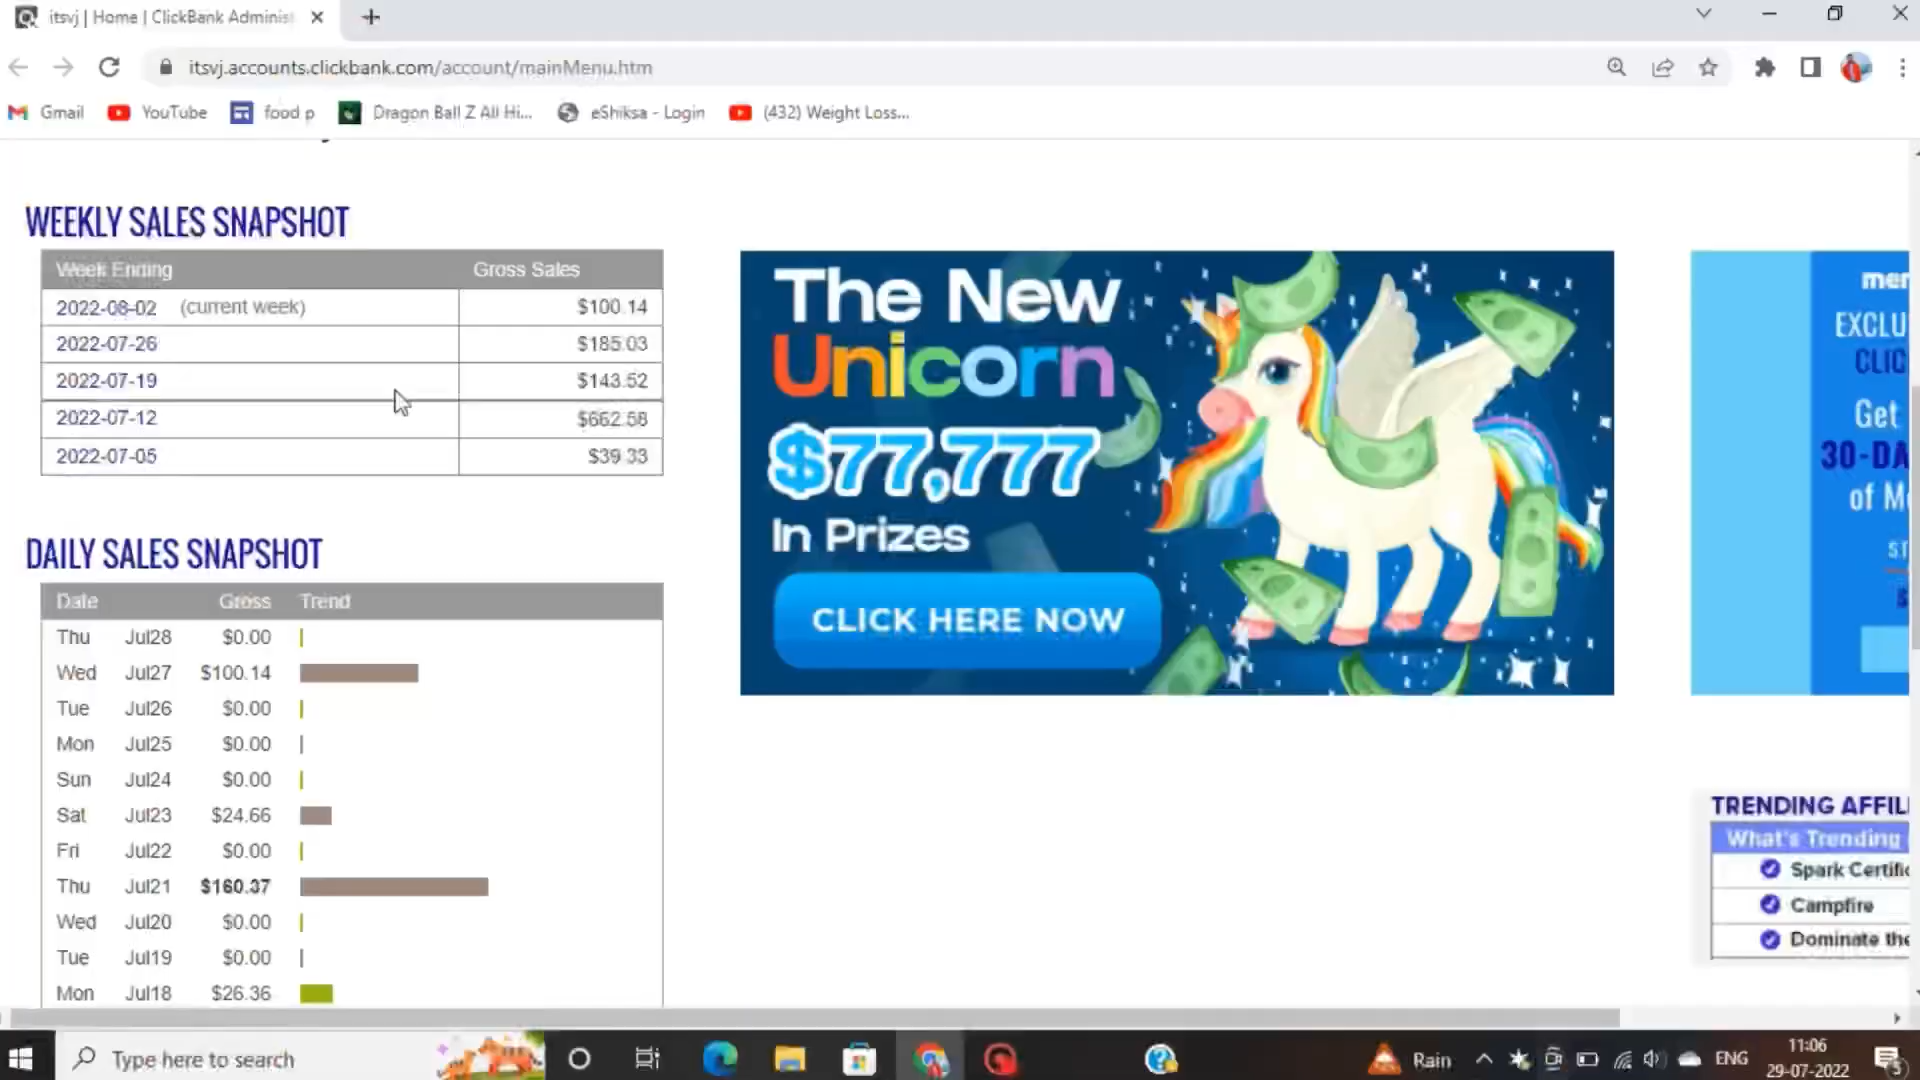 itsvj | Home | ClickBank Administ
itsvj.accounts.clickbank.com/account/mainMenu.htm
Gmail YouTube food p Dragon Ball Z All Hi... eShiksa - Login (432) Weight Loss...
WEEKLY SALES SNAPSHOT
Week Ending Gross Sales
2022-08-02 (current week) $100.14
2022-07-26 $185.03
2022-07-19 $143.52
2022-07-12 $662.58
2022-07-05 $39.33
The New
Unicorn
$77,777
In Prizes
CLICK HERE NOW
mer
EXCLU
CLIC
Get
30-DA
of Me
ST
DAILY SALES SNAPSHOT
Date Gross Trend
Thu Jul28 $0.00
Wed Jul27 $100.14
Tue Jul26 $0.00
Mon Jul25 $0.00
Sun Jul24 $0.00
Sat Jul23 $24.66
Fri Jul22 $0.00
Thu Jul21 $160.37
Wed Jul20 $0.00
Tue Jul19 $0.00
Mon Jul18 $26.36
TRENDING AFFIL
What's Trending
Spark Certific
Campfire
Dominate the
Type here to search
Rain
ENG
11:06
29-07-2022